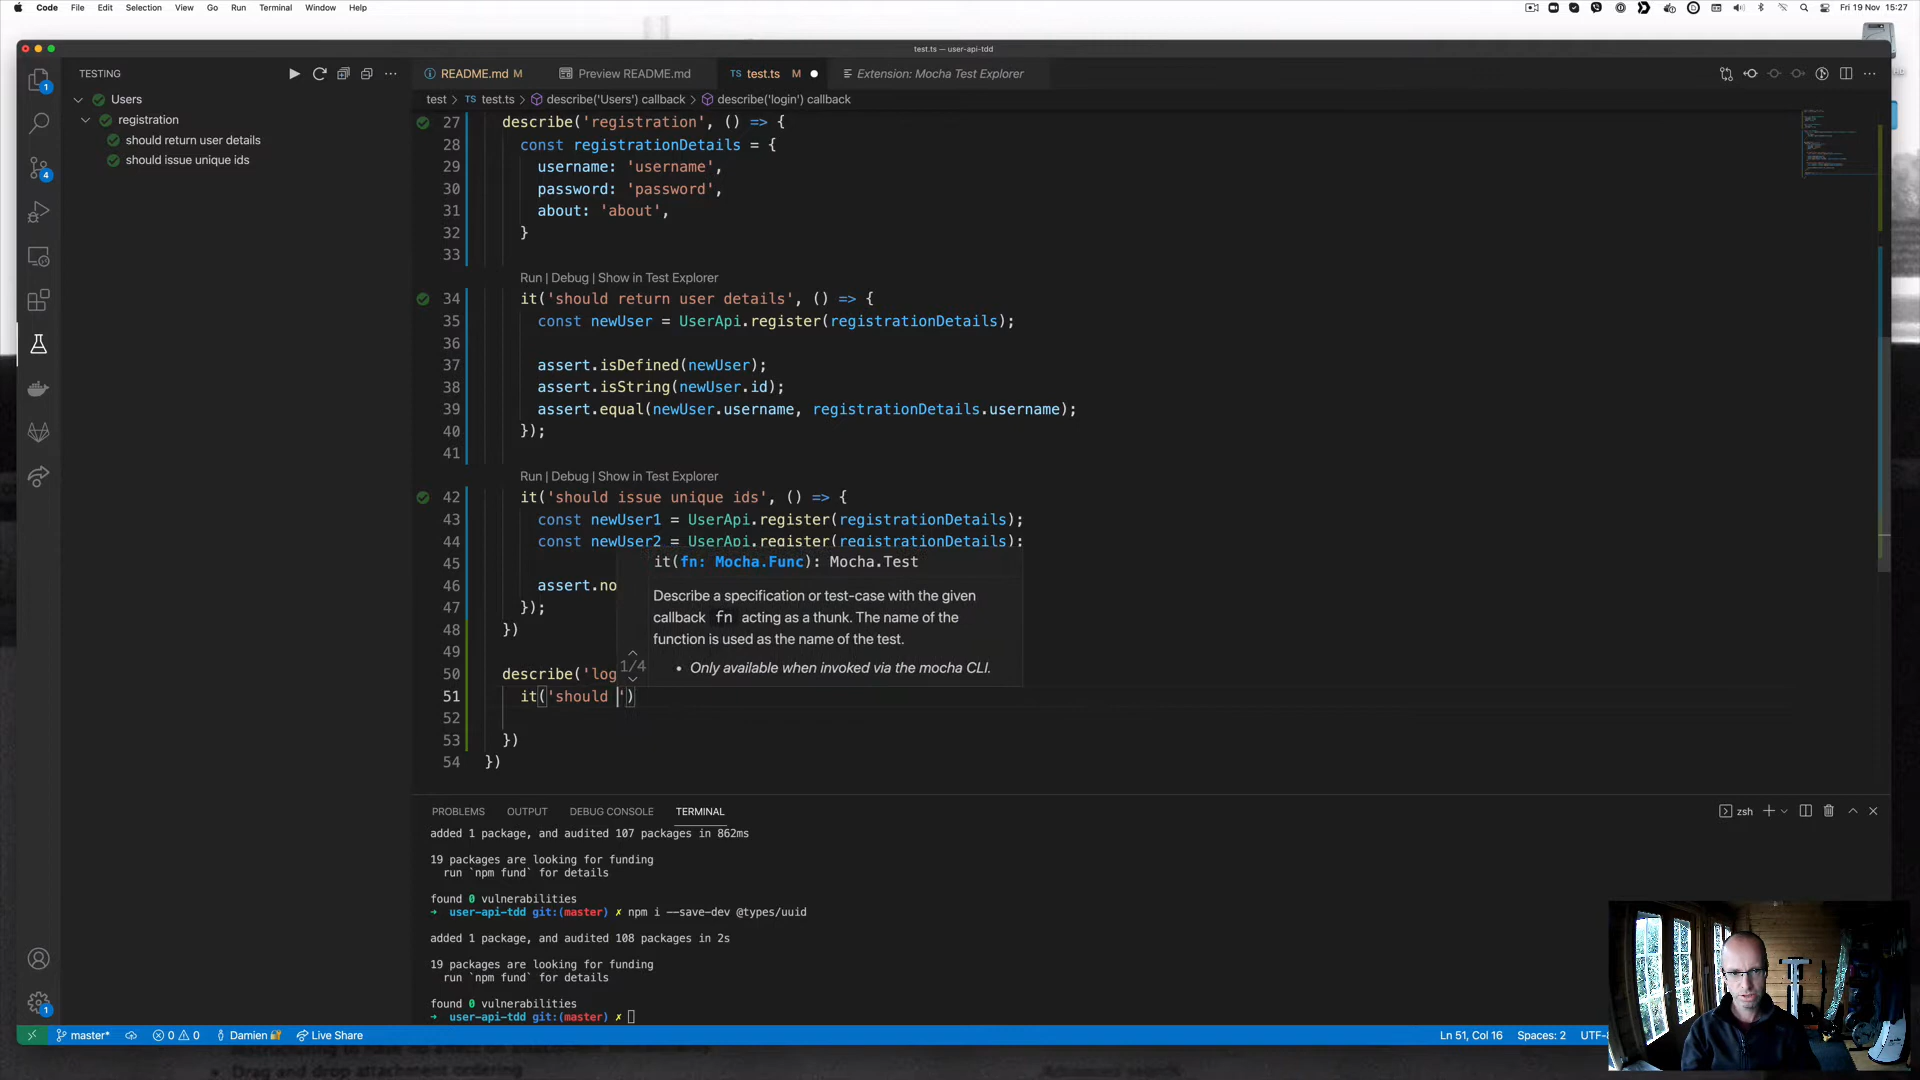 Code File Edit Selection View Go Run Terminal Window Help
Fri 19 Nov 15:27
test.ts — user-api-tdd
TESTING
README.md M
Preview README.md
TS test.ts M
Extension: Mocha Test Explorer
test > TS test.ts > describe('Users') callback > describe('login') callback
Users
registration
should return user details
should issue unique ids
27 describe('registration', () => {
28 const registrationDetails = {
29 username: 'username',
30 password: 'password',
31 about: 'about',
32 }
33
Run | Debug | Show in Test Explorer
34 it('should return user details', () => {
35 const newUser = UserApi.register(registrationDetails);
36
37 assert.isDefined(newUser);
38 assert.isString(newUser.id);
39 assert.equal(newUser.username, registrationDetails.username);
40 });
41
Run | Debug | Show in Test Explorer
42 it('should issue unique ids', () => {
43 const newUser1 = UserApi.register(registrationDetails);
44 const newUser2 = UserApi.register(registrationDetails);
45
46 assert.no
47 });
48 })
49
50 describe('log
51 it('should ')
52
53 })
54 })
it(fn: Mocha.Func): Mocha.Test
Describe a specification or test-case with the given
callback fn acting as a thunk. The name of the
function is used as the name of the test.
1/4
• Only available when invoked via the mocha CLI.
PROBLEMS OUTPUT DEBUG CONSOLE TERMINAL
zsh
added 1 package, and audited 107 packages in 862ms
19 packages are looking for funding
run `npm fund` for details
found 0 vulnerabilities
→ user-api-tdd git:(master) ✗ npm i --save-dev @types/uuid
added 1 package, and audited 108 packages in 2s
19 packages are looking for funding
run `npm fund` for details
found 0 vulnerabilities
→ user-api-tdd git:(master) ✗
master* 0 0 Damien Live Share
Ln 51, Col 16 Spaces: 2 UTF-8
Drag and drop attachment ordering